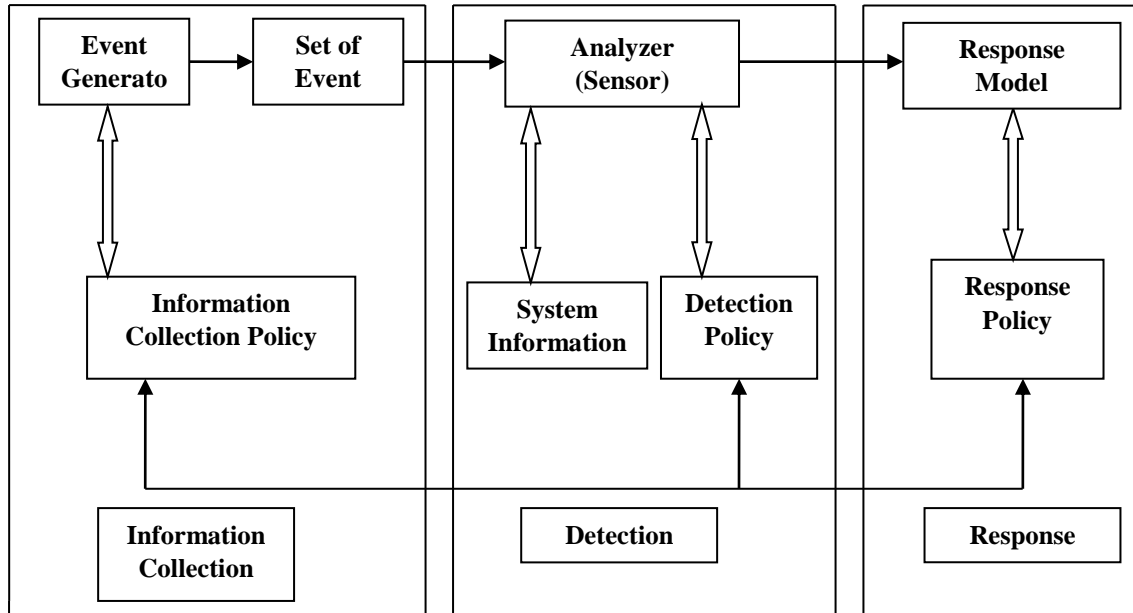 Event
Generato
Set of
Event
Analyzer
(Sensor)
Response
Model
Information
Collection Policy
System
Information
Detection
Policy
Response
Policy
Information
Collection
Detection
Response